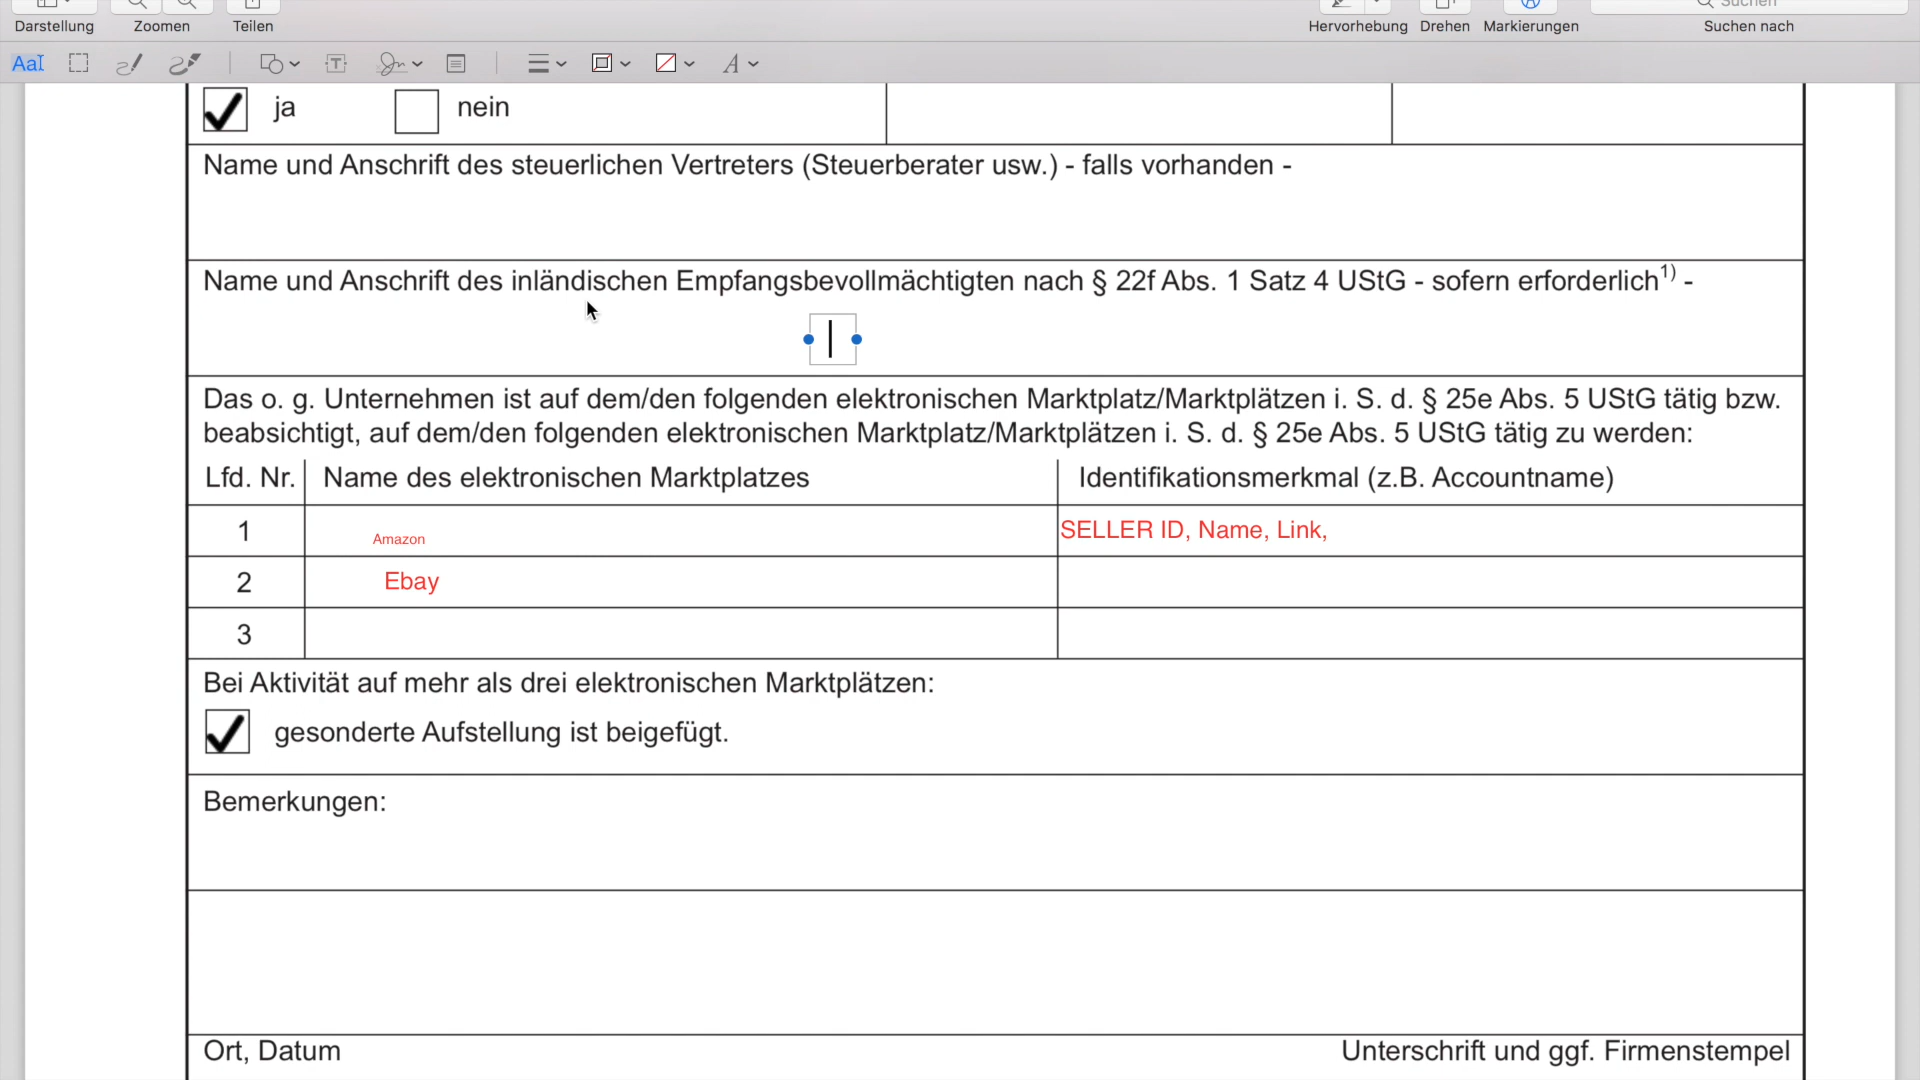 Darstellung
Zoomen
Teilen
Hervorhebung
Drehen
Markierungen
Suchen
Suchen nach
AaI
T
A
ja
nein
Name und Anschrift des steuerlichen Vertreters (Steuerberater usw.) - falls vorhanden -
Name und Anschrift des inländischen Empfangsbevollmächtigten nach § 22f Abs. 1 Satz 4 UStG - sofern erforderlich1) -
Das o. g. Unternehmen ist auf dem/den folgenden elektronischen Marktplatz/Marktplätzen i. S. d. § 25e Abs. 5 UStG tätig bzw.
beabsichtigt, auf dem/den folgenden elektronischen Marktplatz/Marktplätzen i. S. d. § 25e Abs. 5 UStG tätig zu werden:
Lfd. Nr.
Name des elektronischen Marktplatzes
Identifikationsmerkmal (z.B. Accountname)
1
Amazon
SELLER ID, Name, Link,
2
Ebay
3
Bei Aktivität auf mehr als drei elektronischen Marktplätzen:
gesonderte Aufstellung ist beigefügt.
Bemerkungen:
Ort, Datum
Unterschrift und ggf. Firmenstempel